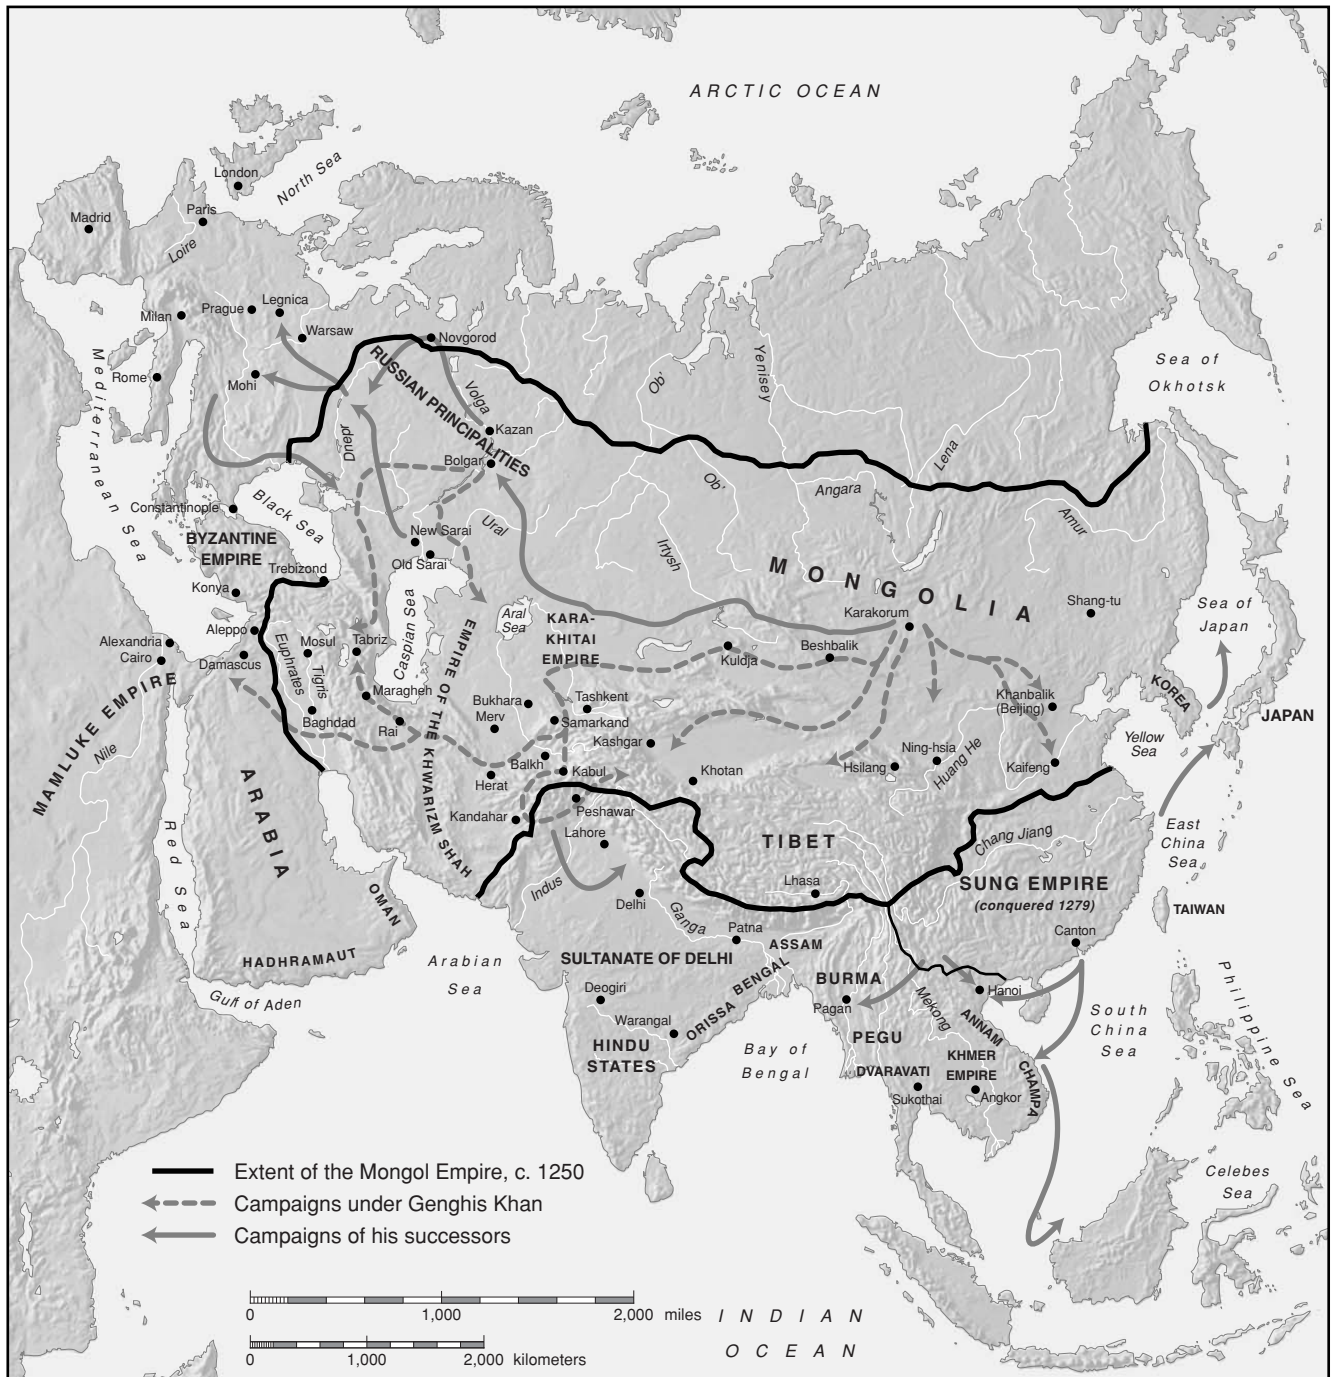 ARCTIC OCEAN
London
North Sea
Paris
Madrid
Loire
Legnica
Prague
Milan
Warsaw
Novgorod
Mediterranean Sea
Rome
Mohi
RUSSIAN PRINCIPALITIES
Volga
Ob'
Yenisey
Sea of
Okhotsk
Dnepr
Kazan
Bolgar
Lena
Ob'
Angara
Amur
Constantinople
Black Sea
BYZANTINE
EMPIRE
New Sarai
Ural
Old Sarai
Irtysh
Trebizond
MONGOLIA
Konya
Aral
Sea
KARA-
KHITAI
EMPIRE
Karakorum
Shang-tu
Sea of
Japan
Caspian Sea
Aleppo
Alexandria
Cairo
Damascus
Euphrates
Mosul
Tigris
Tabriz
Kuldja
Beshbalik
EMPIRE OF THE KHWARIZM SHAH
Maragheh
Bukhara
Tashkent
Khanbalik
(Beijing)
KOREA
JAPAN
Baghdad
Rai
Merv
Samarkand
Kashgar
Yellow
Sea
MAMLUKE EMPIRE
Nile
Balkh
Ning-hsia
Huang He
Hsilang
Kaifeng
Herat
Kabul
Khotan
ARABIA
Kandahar
Peshawar
Lahore
TIBET
Chang Jiang
East
China
Sea
Red Sea
OMAN
Indus
Delhi
Lhasa
SUNG EMPIRE
(conquered 1279)
TAIWAN
Ganga
Patna
ASSAM
Canton
HADHRAMAUT
Arabian
Sea
SULTANATE OF DELHI
BENGAL
BURMA
Gulf of Aden
Deogiri
ORISSA
Pagan
Mekong
Hanoi
South
China
Sea
Philippine Sea
Warangal
HINDU
STATES
Bay of
Bengal
PEGU
ANNAM
DVARAVATI
KHMER
EMPIRE
CHAMPA
Sukothai
Angkor
Celebes
Sea
Extent of the Mongol Empire, c. 1250
Campaigns under Genghis Khan
Campaigns of his successors
0 1,000 2,000 miles
0 1,000 2,000 kilometers
INDIAN
OCEAN